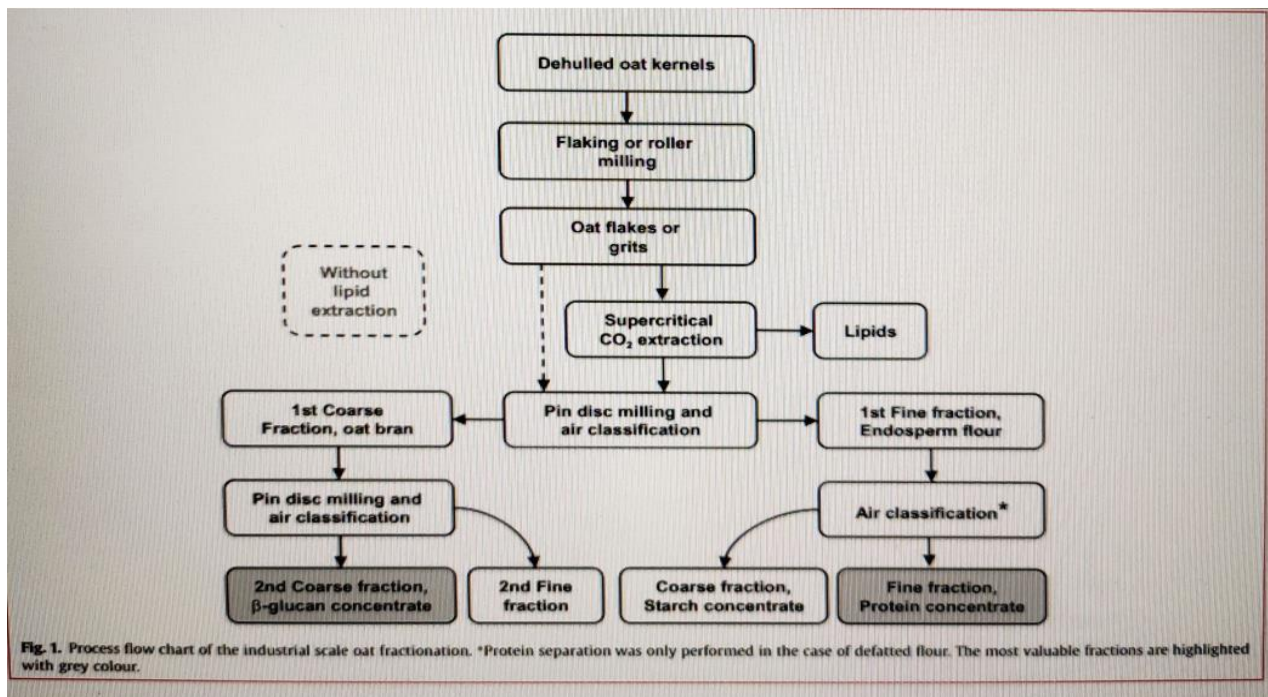 Dehulled oat kernels
Flaking or roller
milling
Oat flakes or
grits
Without
lipid
extraction
Supercritical
CO₂ extraction
Lipids
1st Coarse
Fraction, oat bran
Pin disc milling and
air classification
1st Fine fraction,
Endosperm flour
Pin disc milling and
air classification
Air classification*
2nd Coarse fraction,
β-glucan concentrate
2nd Fine
fraction
Coarse fraction,
Starch concentrate
Fine fraction,
Protein concentrate
Fig. 1. Process flow chart of the industrial scale oat fractionation. *Protein separation was only performed in the case of defatted flour. The most valuable fractions are highlighted
with grey colour.